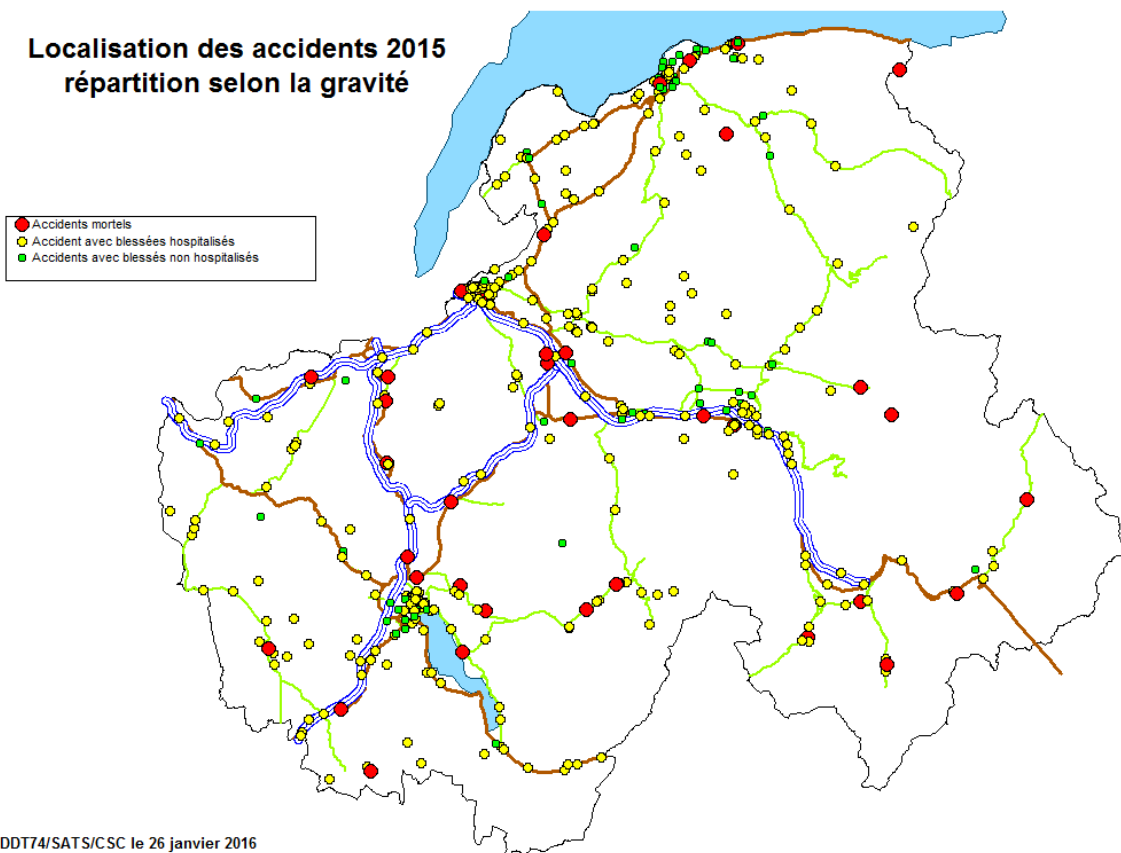 Localisation des accidents 2015
répartition selon la gravité
Accidents mortels
Accident avec blessées hospitalisés
Accidents avec blessés non hospitalisés
DDT74/SATS/CSC le 26 janvier 2016